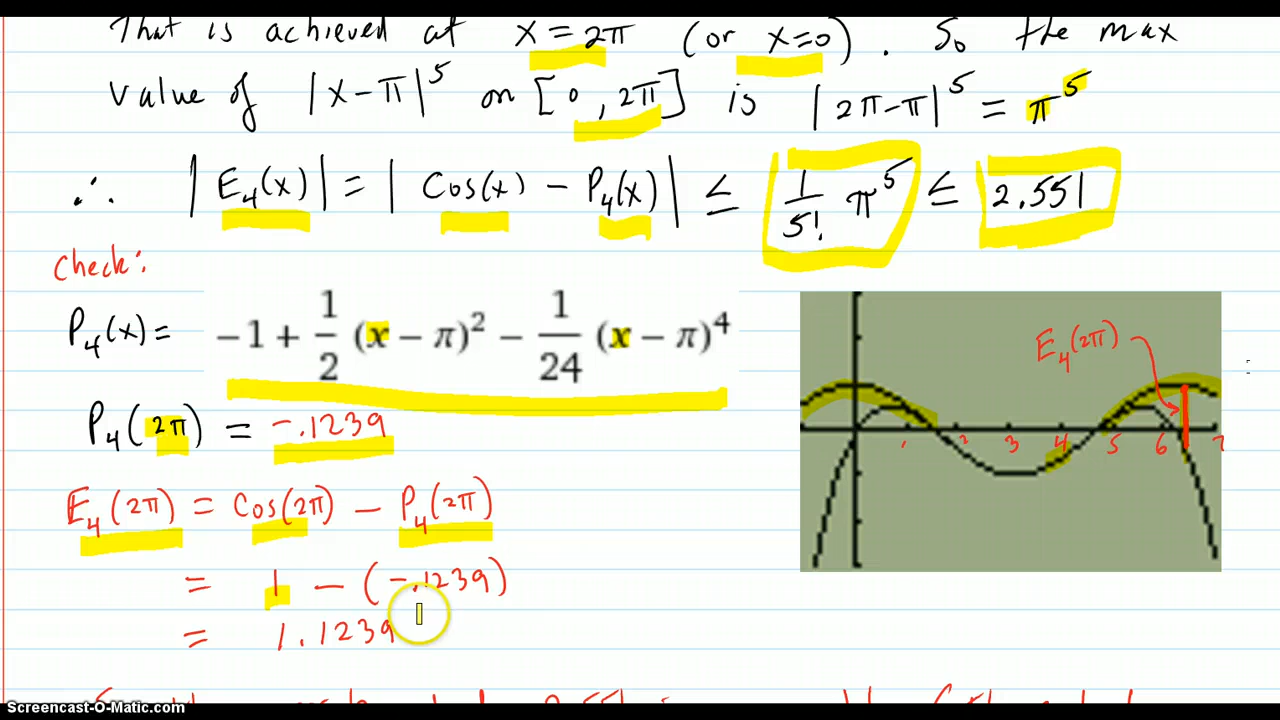 That is achieved at x = 2π (or x=0). So the max
value of |x-π|⁵ on [0, 2π] is |2π-π|⁵ = π⁵
∴ |E₄(x)| = |Cos(x) - P₄(x)| ≤ 1/5! π⁵ ≤ 2.551
Check:
P₄(x) = -1 + 1/2 (x - π)² - 1/24 (x - π)⁴
P₄(2π) = -.1239
E₄(2π) = Cos(2π) - P₄(2π)
= 1 - (-.1239)
= 1.1239
E₄(2π)
1 2 3 4 5 6 7
Screencast-O-Matic.com